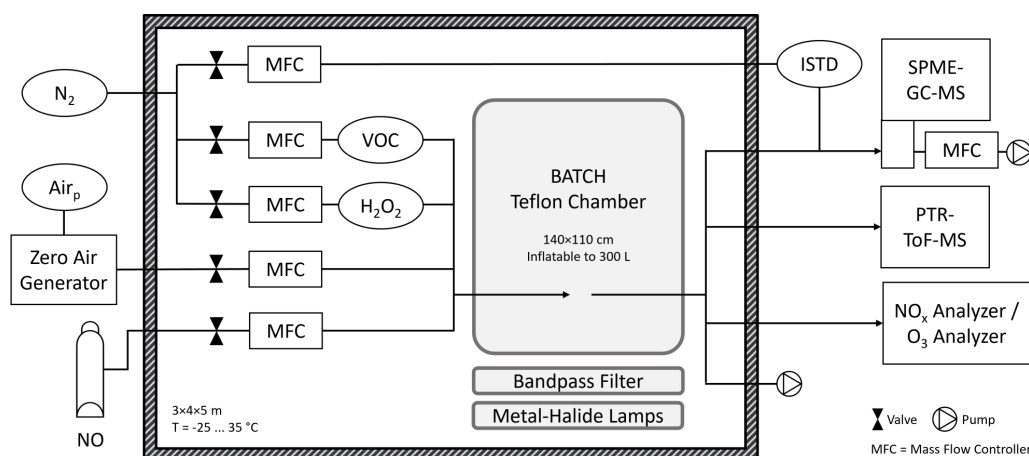 N₂
MFC
ISTD
SPME-
GC-MS
MFC
MFC
VOC
Airₚ
MFC
H₂O₂
BATCH
Teflon Chamber
140×110 cm
Inflatable to 300 L
PTR-
ToF-MS
Zero Air
Generator
MFC
MFC
NOₓ Analyzer /
O₃ Analyzer
NO
3×4×5 m
T = -25 ... 35 °C
Bandpass Filter
Metal-Halide Lamps
Valve
Pump
MFC = Mass Flow Controller